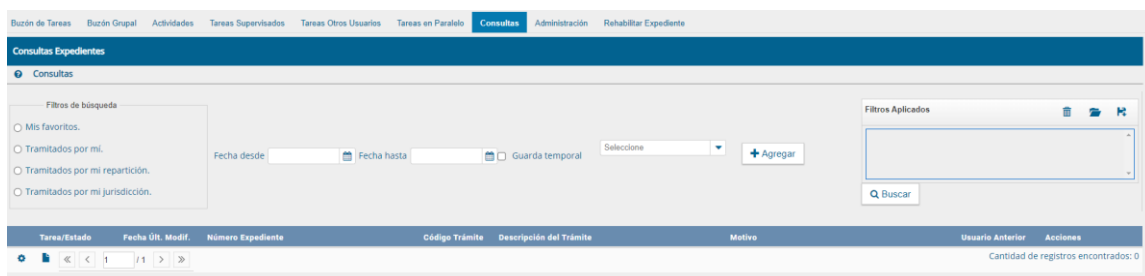 Buzón de Tareas Buzón Grupal Actividades Tareas Supervisados Tareas Otros Usuarios Tareas en Paralelo Consultas Administración Rehabilitar Expediente
Consultas Expedientes
Consultas
Filtros de búsqueda
Mis favoritos.
Tramitados por mí.
Tramitados por mi repartición.
Tramitados por mi jurisdicción.
Fecha desde Fecha hasta Guarda temporal Seleccione Agregar
Filtros Aplicados
Buscar
Tarea/Estado Fecha Últ. Modif. Número Expediente Código Trámite Descripción del Trámite Motivo Usuario Anterior Acciones
1 / 1 Cantidad de registros encontrados: 0